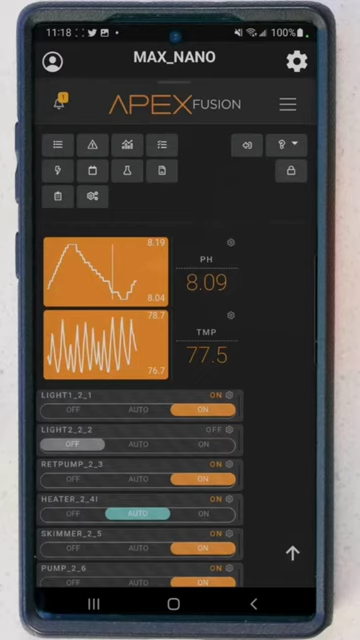 11:18 100%
MAX_NANO
1
APEX FUSION
8.19
8.04
PH
8.09
78.7
76.7
TMP
77.5
LIGHT1_2_1 ON
OFF AUTO ON
LIGHT2_2_2 OFF
OFF AUTO ON
RETPUMP_2_3 ON
OFF AUTO ON
HEATER_2_4I ON
OFF AUTO ON
SKIMMER_2_5 ON
OFF AUTO ON
PUMP_2_6 ON
OFF AUTO ON